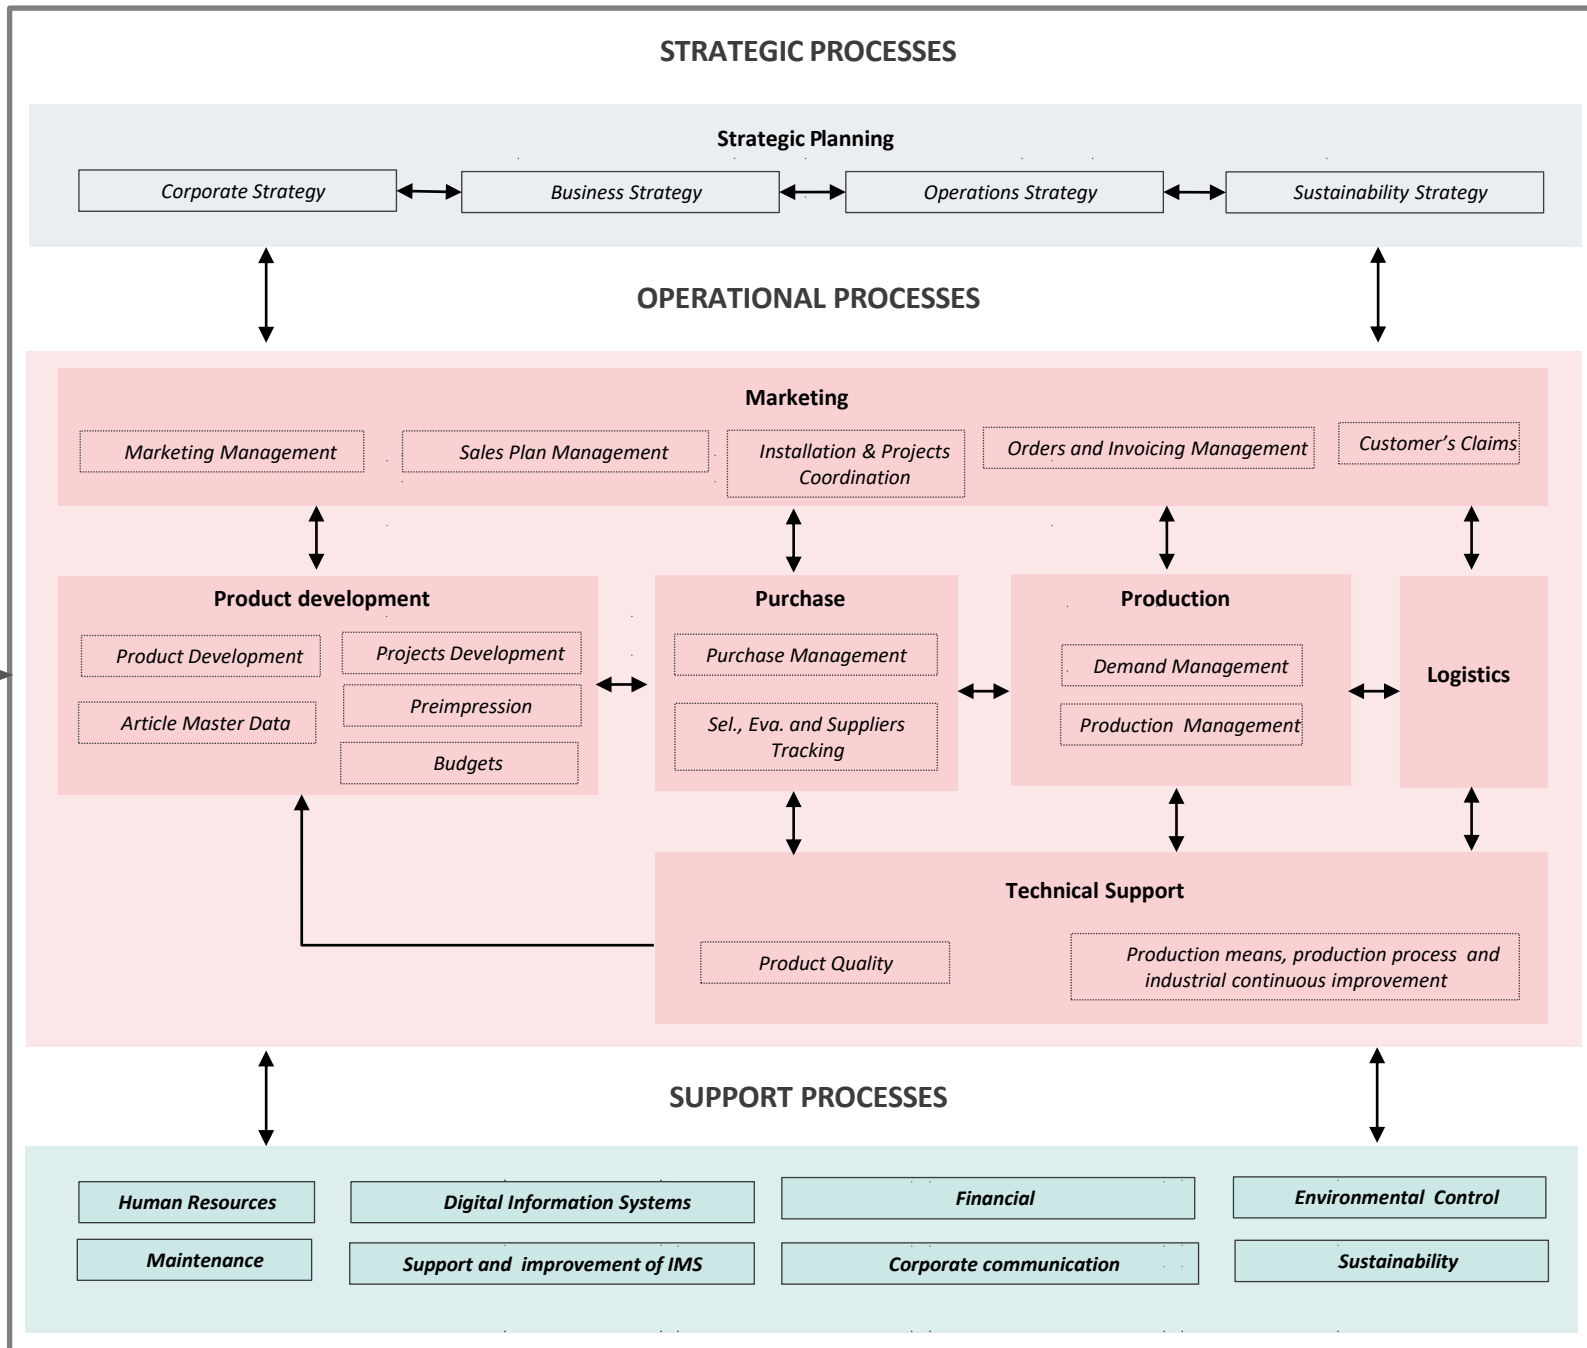 STRATEGIC PROCESSES
Strategic Planning
Corporate Strategy
Business Strategy
Operations Strategy
Sustainability Strategy
OPERATIONAL PROCESSES
Marketing
Marketing Management
Sales Plan Management
Installation & Projects
Coordination
Orders and Invoicing Management
Customer's Claims
Product development
Product Development
Projects Development
Article Master Data
Preimpression
Budgets
Purchase
Purchase Management
Sel., Eva. and Suppliers
Tracking
Production
Demand Management
Production Management
Logistics
Technical Support
Product Quality
Production means, production process and
industrial continuous improvement
SUPPORT PROCESSES
Human Resources
Digital Information Systems
Financial
Environmental Control
Maintenance
Support and improvement of IMS
Corporate communication
Sustainability